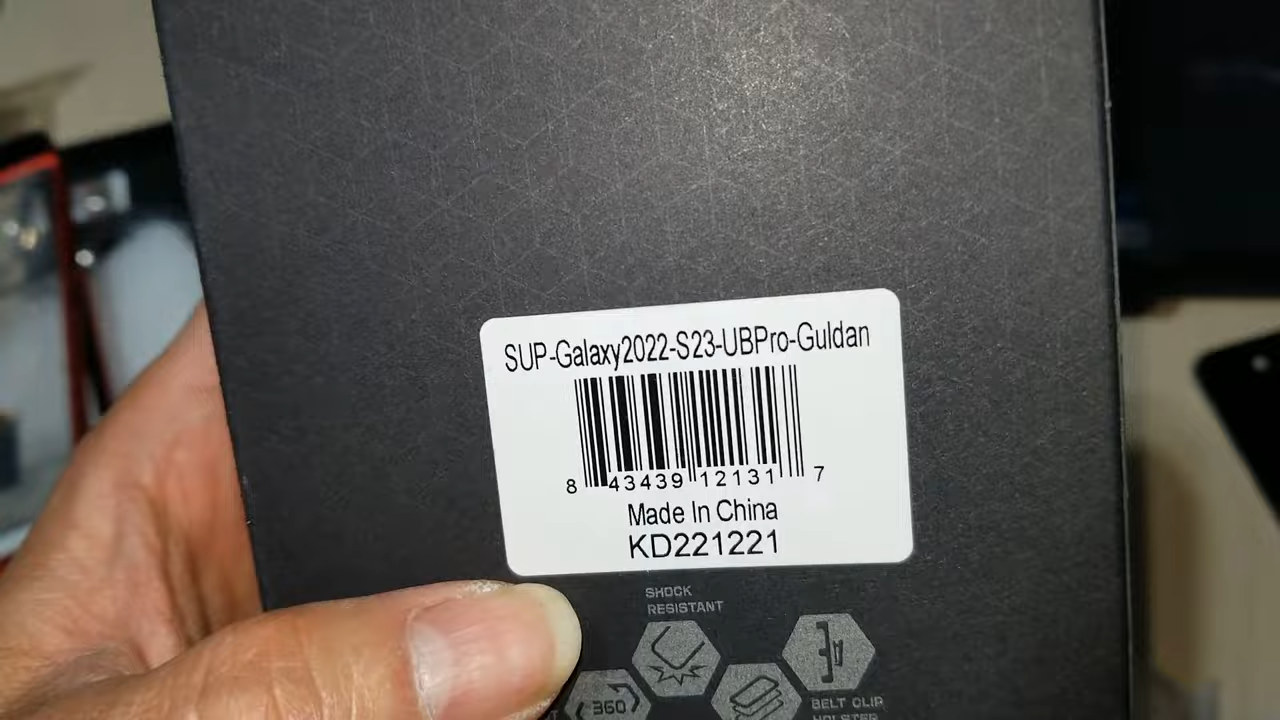 SUP-Galaxy2022-S23-UBPro-Guldan
8 43439 12131 7
Made In China
KD221221
SHOCK
RESISTANT
360
BELT CLIP
HOLSTER